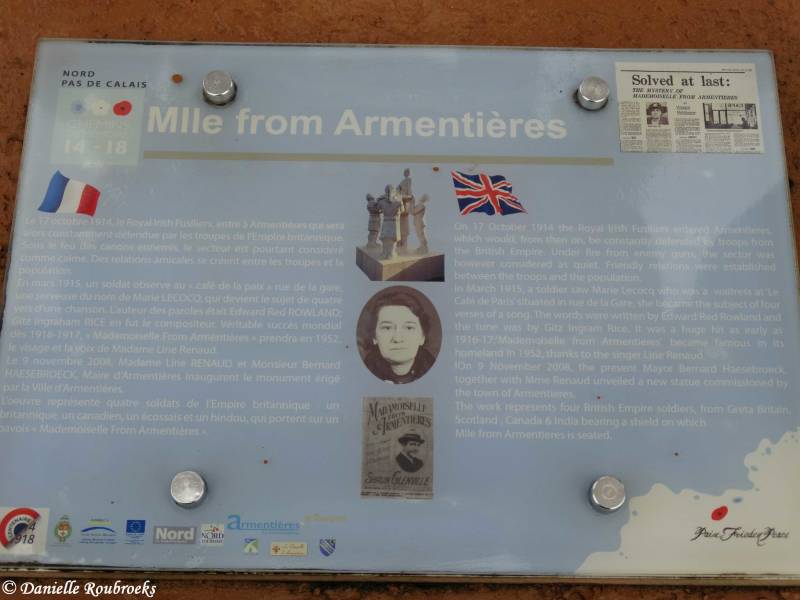 NORD
PAS DE CALAIS
14 - 18
Mlle from Armentières
Solved at last:
THE MYSTERY OF
MADEMOISELLE FROM ARMENTIERES
Le 17 octobre 1914, le Royal Irish Fusiliers, entre à Armentières qui sera
alors constamment défendue par les troupes de l'Empire britannique.
Sous le feu des canons ennemis, le secteur est pourtant considéré
comme calme. Des relations amicales se créent entre les troupes et la
population.
En mars 1915, un soldat observe au « café de la paix » rue de la gare,
une serveuse du nom de Marie LECOCQ, qui devient le sujet de quatre
vers d'une chanson. L'auteur des paroles était Edward Red ROWLAND;
Gitz Ingraham RICE en fut le compositeur. Véritable succès mondial
dès 1916-1917, « Mademoiselle From Armentieres » prendra en 1952,
visage et la voix de Madame Line Renaud.
Le 9 novembre 2008, Madame Line RENAUD et Monsieur Bernard
HAESEBROECK, Maire d'Armentières inaugurent le monument érigé
par la Ville d'Armentières.
L'oeuvre représente quatre soldats de l'Empire britannique : un
britannique, un canadien, un écossais et un hindou, qui portent sur un
pavois « Mademoiselle From Armentières ».
On 17 October 1914 the Royal Irish Fusiliers entered Armentieres,
which would, from then on, be constantly defended by troops from
the British Empire. Under fire from enemy guns, the sector was
however considered as quiet. Friendly relations were established
between the troops and the population.
In March 1915, a soldier saw Marie Lecocq who was a waitress at 'Le
Café de Paris' situated in rue de la Gare, she became the subject of four
verses of a song. The words were written by Edward Red Rowland and
the tune was by Gitz Ingram Rice. It was a huge hit as early as
1916-17;'Mademoiselle from Armentieres' became famous in its
homeland in 1952, thanks to the singer Line Renaud.
!On 9 November 2008, the present Mayor Bernard Haesebroeck,
together with Mme Renaud unveiled a new statue commissioned by
the town of Armentieres.
The work represents four British Empire soldiers, from Greta Britain,
Scotland , Canada & India bearing a shield on which
Mlle from Armentieres is seated.
MADAMOISELLE
FROM
ARMENTIERES
SHAUN GLENVILLE
Nord
NORD
armentières
Paix Frieden Peace
© Danielle Roubroeks